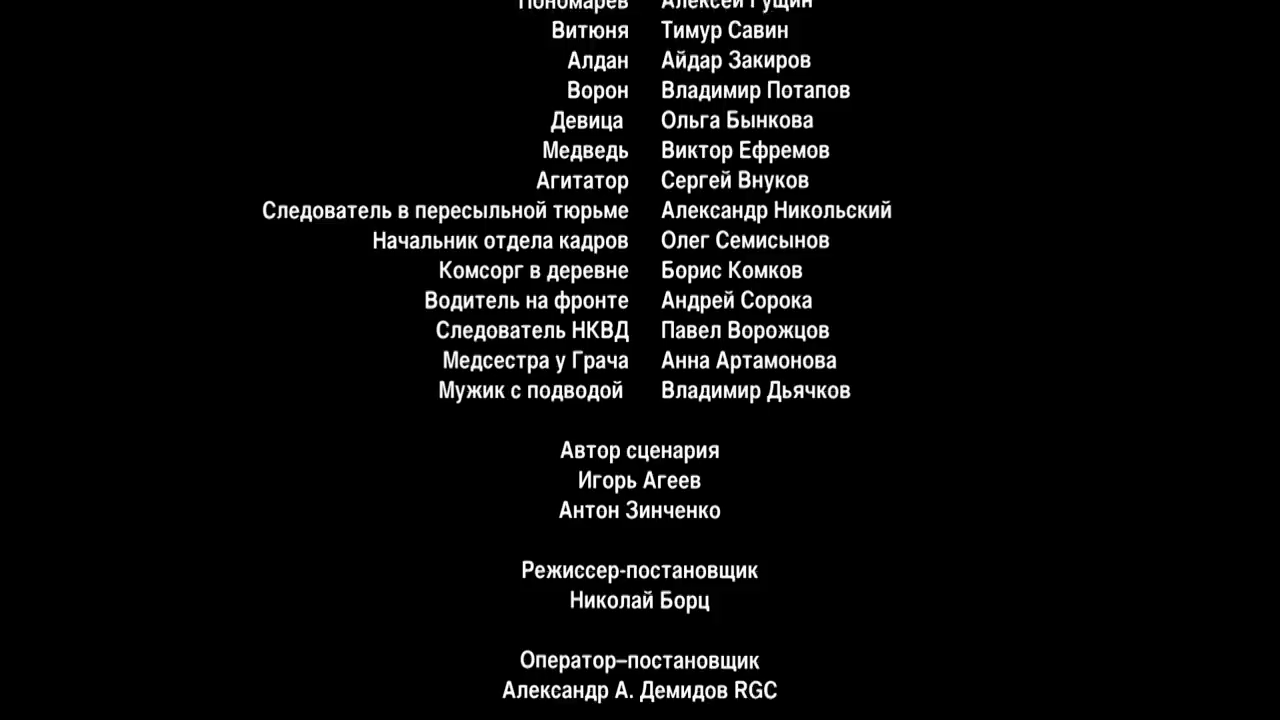 Пономарев Алексей Гущин
Витюня Тимур Савин
Алдан Айдар Закиров
Ворон Владимир Потапов
Девица Ольга Бынкова
Медведь Виктор Ефремов
Агитатор Сергей Внуков
Следователь в пересыльной тюрьме Александр Никольский
Начальник отдела кадров Олег Семисынов
Комсорг в деревне Борис Комков
Водитель на фронте Андрей Сорока
Следователь НКВД Павел Ворожцов
Медсестра у Грача Анна Артамонова
Мужик с подводой Владимир Дьячков
Автор сценария
Игорь Агеев
Антон Зинченко
Режиссер-постановщик
Николай Борц
Оператор–постановщик
Александр А. Демидов RGC